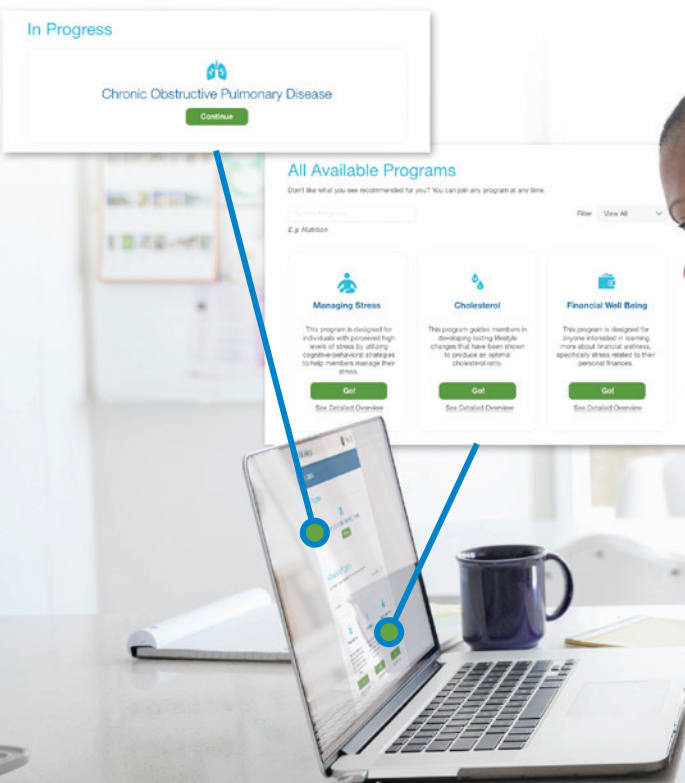 In Progress
Chronic Obstructive Pulmonary Disease
Continue
All Available Programs
Don't like what you see recommended for you? You can join any program at any time.
Filter View All
E.g. Nutrition
Managing Stress
This program is designed for
individuals with perceived high
levels of stress by utilizing
cognitive-behavioral strategies
to help members manage their
stress.
Go!
See Detailed Overview
Cholesterol
This program guides members in
developing lasting lifestyle
changes that have been shown
to produce an optimal
cholesterol ratio.
Go!
See Detailed Overview
Financial Well Being
This program is designed for
anyone interested in learning
more about financial wellness,
specifically stress related to their
personal finances.
Go!
See Detailed Overview